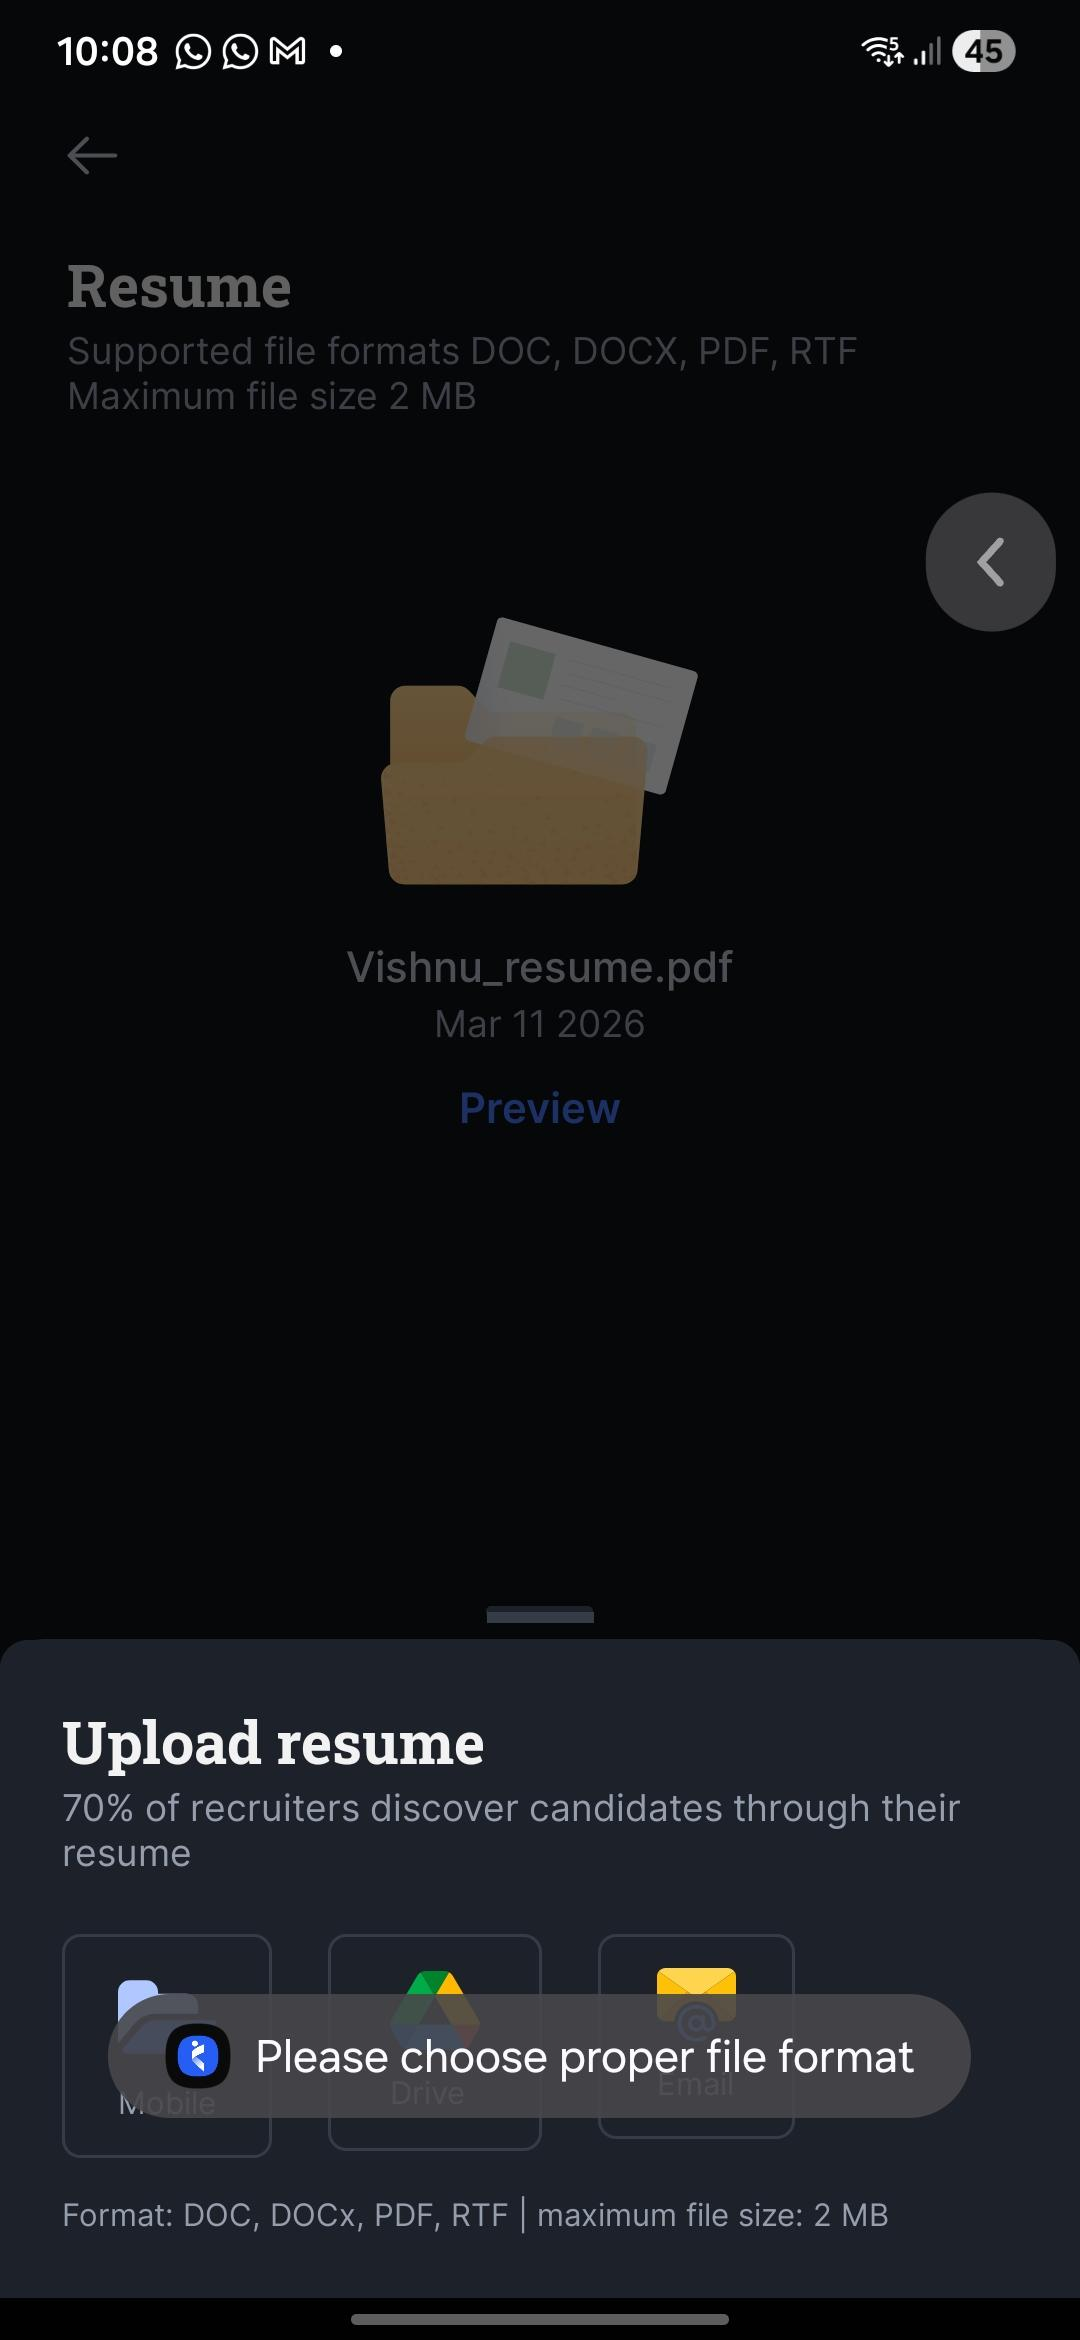 10:08
5
45
Resume
Supported file formats DOC, DOCX, PDF, RTF
Maximum file size 2 MB
Vishnu_resume.pdf
Mar 11 2026
Preview
Upload resume
70% of recruiters discover candidates through their
resume
Please choose proper file format
Mobile
Drive
Email
Format: DOC, DOCx, PDF, RTF | maximum file size: 2 MB